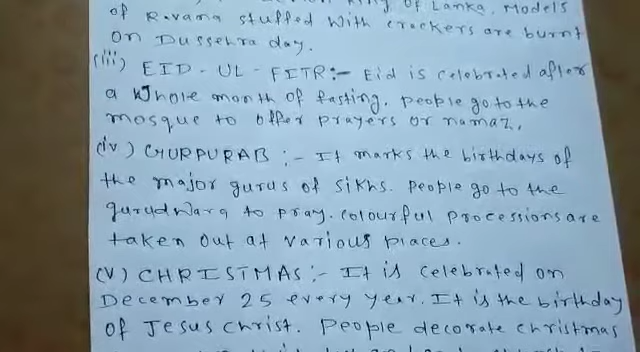 of Ravana stuffed with crackers are burnt
on Dussehra day.
(iii) EID-UL-FITR:- Eid is celebrated after
a whole month of fasting. People go to the
mosque to offer prayers or namaz.
(iv) GURPURAB:- It marks the birthdays of
the major gurus of Sikhs. People go to the
gurudwara to pray. Colourful processions are
taken out at various places.
(v) CHRISTMAS:- It is celebrated on
December 25 every year. It is the birthday
of Jesus Christ. People decorate christmas